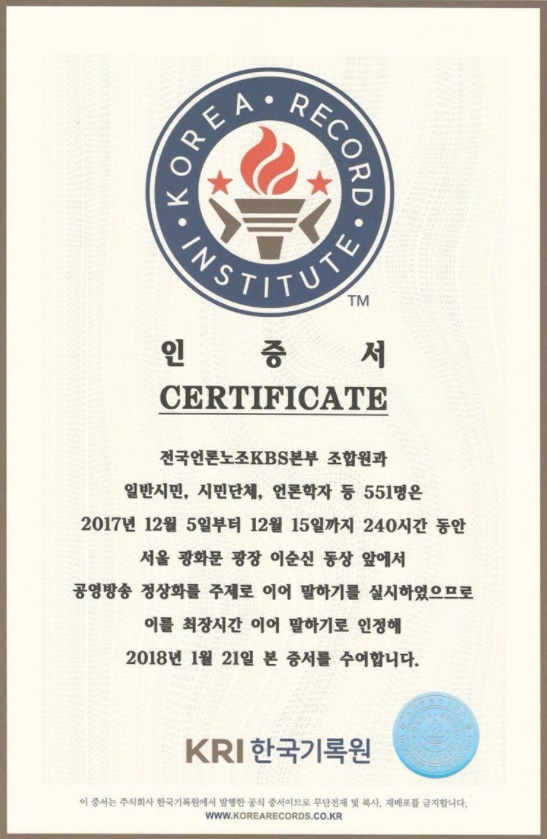 KOREA • RECORD
• INSTITUTE •
TM
인 증 서
CERTIFICATE
전국언론노조KBS본부 조합원과
일반시민, 시민단체, 언론학자 등 551명은
2017년 12월 5일부터 12월 15일까지 240시간 동안
서울 광화문 광장 이순신 동상 앞에서
공영방송 정상화를 주제로 이어 말하기를 실시하였으므로
이를 최장시간 이어 말하기로 인정해
2018년 1월 21일 본 증서를 수여합니다.
KRI 한국기록원
이 증서는 주식회사 한국기록원에서 발행한 공식 증서이므로 무단전재 및 복사, 재배포를 금지합니다.
WWW.KOREARECORDS.CO.KR